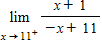 lim x→11⁺ (x + 1)/(−x + 11)